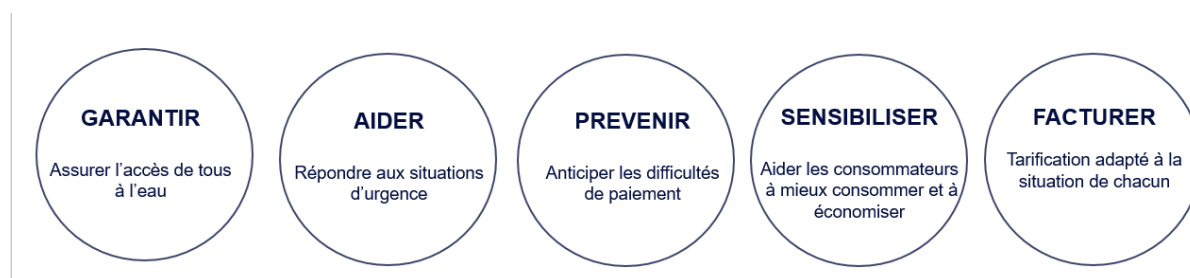 GARANTIR
Assurer l'accès de tous
à l'eau
AIDER
Répondre aux situations
d'urgence
PREVENIR
Anticiper les difficultés
de paiement
SENSIBILISER
Aider les consommateurs
à mieux consommer et à
économiser
FACTURER
Tarification adapté à la
situation de chacun